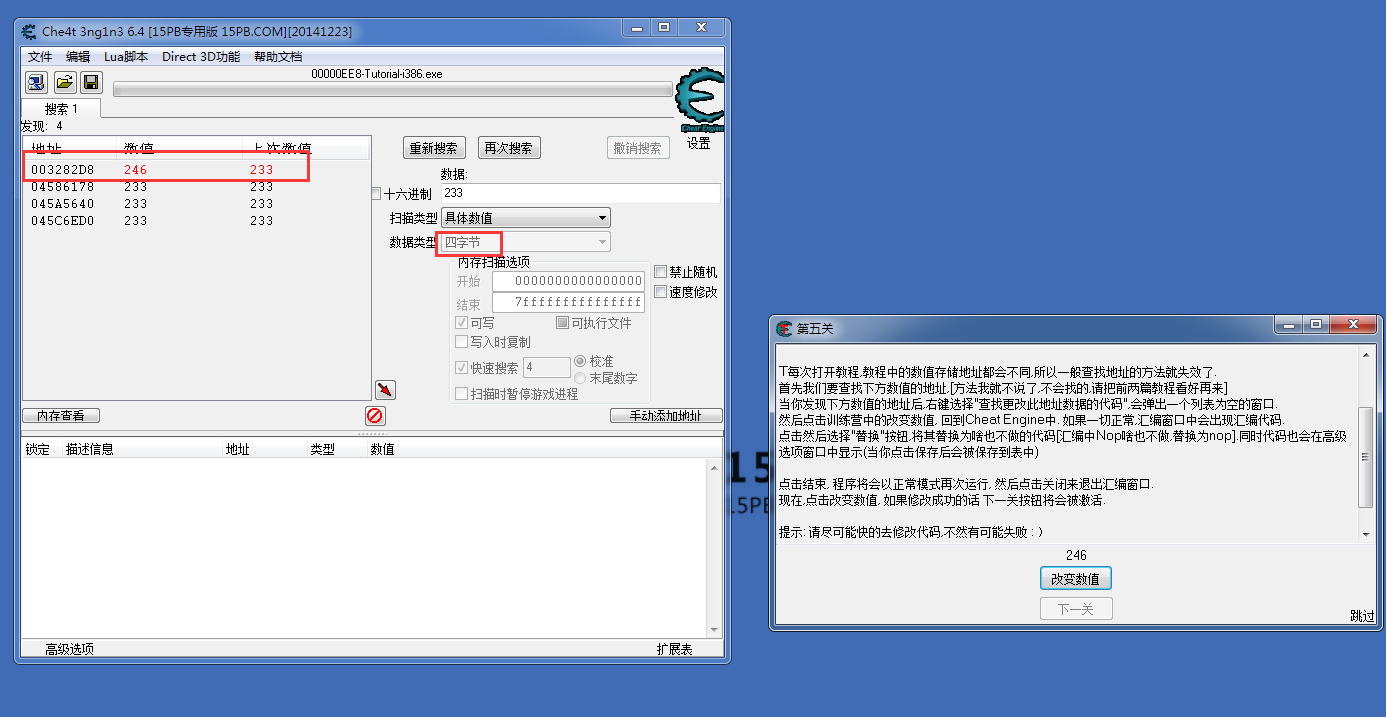 Che4t 3ng1n3 6.4 [15PB专用版 15PB.COM][20141223]
文件 编辑 Lua脚本 Direct 3D功能 帮助文档
00000EE8-Tutorial-i386.exe
搜索 1
发现: 4
Cheat Engine
设置
地址 数值 上次数值
003282D8 246 233
04586178 233 233
045A5640 233 233
045C6ED0 233 233
重新搜索 再次搜索 撤销搜索
数据:
十六进制 233
扫描类型 具体数值
数据类型 四字节
内存扫描选项
开始 0000000000000000
结束 7fffffffffffffff
可写 可执行文件
写入时复制
快速搜索 4 校准
末尾数字
扫描时暂停游戏进程
禁止随机
速度修改
内存查看 手动添加地址
锁定 描述信息 地址 类型 数值
高级选项 扩展表
15
15PB
第五关
下每次打开教程,教程中的数值存储地址都会不同,所以一般查找地址的方法就失效了.
首先我们要查找下方数值的地址,[方法我就不说了,不会找的,请把前两篇教程看好再来]
当你发现下方数值的地址后,右键选择"查找更改此地址数据的代码",会弹出一个列表为空的窗口.
然后点击训练营中的改变数值, 回到Cheat Engine中. 如果一切正常,汇编窗口中会出现汇编代码.
点击然后选择"替换"按钮,将其替换为啥也不做的代码[汇编中Nop啥也不做,替换为nop].同时代码也会在高级
选项窗口中显示(当你点击保存后会被保存到表中)
点击结束, 程序将会以正常模式再次运行, 然后点击关闭来退出汇编窗口.
现在,点击改变数值, 如果修改成功的话 下一关按钮将会被激活.
提示: 请尽可能快的去修改代码,不然有可能失败 : )
246
改变数值
下一关
跳过